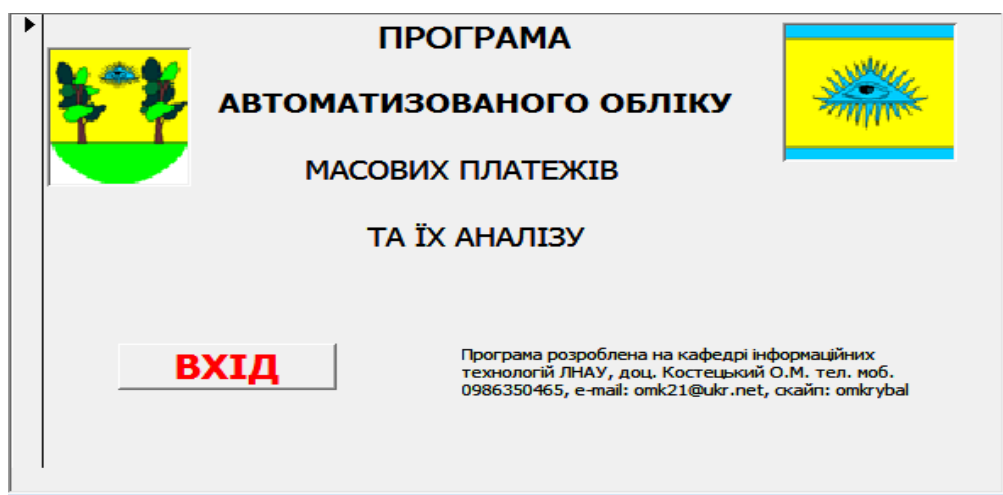 ПРОГРАМА
АВТОМАТИЗОВАНОГО ОБЛІКУ
МАСОВИХ ПЛАТЕЖІВ
ТА ЇХ АНАЛІЗУ
ВХІД
Програма розроблена на кафедрі інформаційних
технологій ЛНАУ, доц. Костецький О.М. тел. моб.
0986350465, e-mail: omk21@ukr.net, скайп: omkrybal